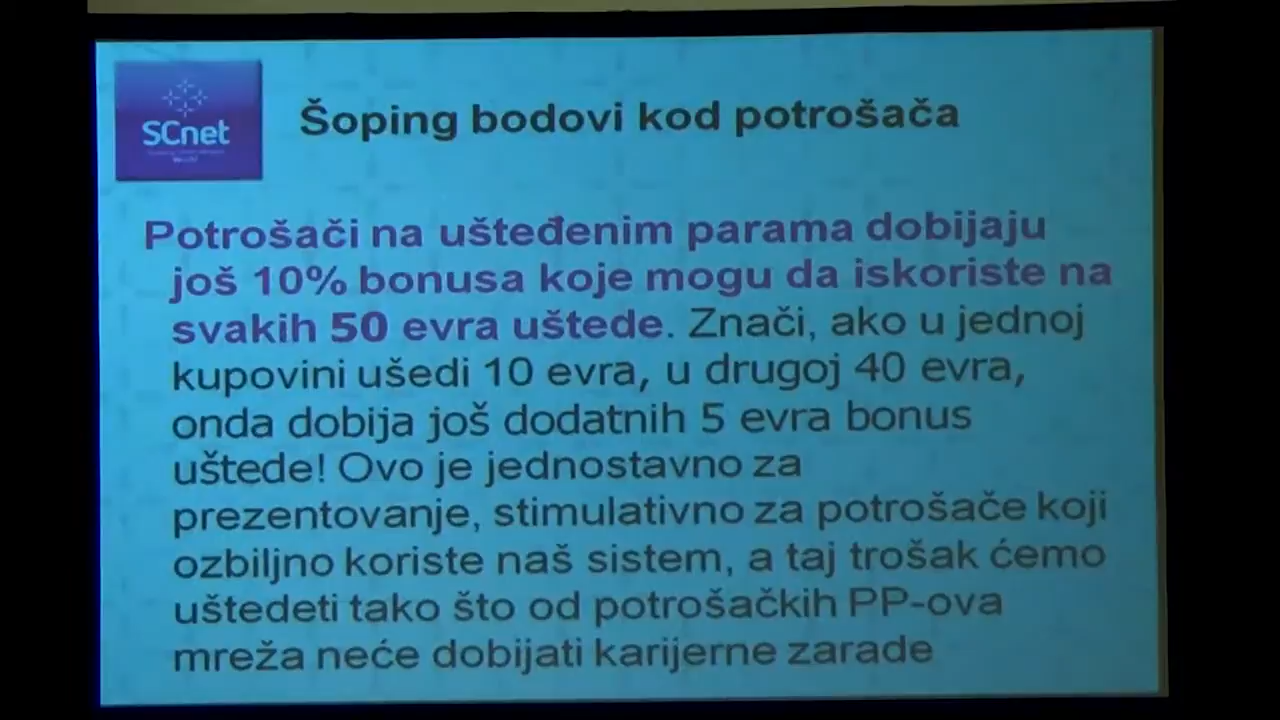 SCnet
Šoping bodovi kod potrošača
Potrošači na ušteđenim parama dobijaju
još 10% bonusa koje mogu da iskoriste na
svakih 50 evra uštede. Znači, ako u jednoj
kupovini ušedi 10 evra, u drugoj 40 evra,
onda dobija još dodatnih 5 evra bonus
uštede! Ovo je jednostavno za
prezentovanje, stimulativno za potrošače koji
ozbiljno koriste naš sistem, a taj trošak ćemo
uštedeti tako što od potrošačkih PP-ova
mreža neće dobijati karijerne zarade